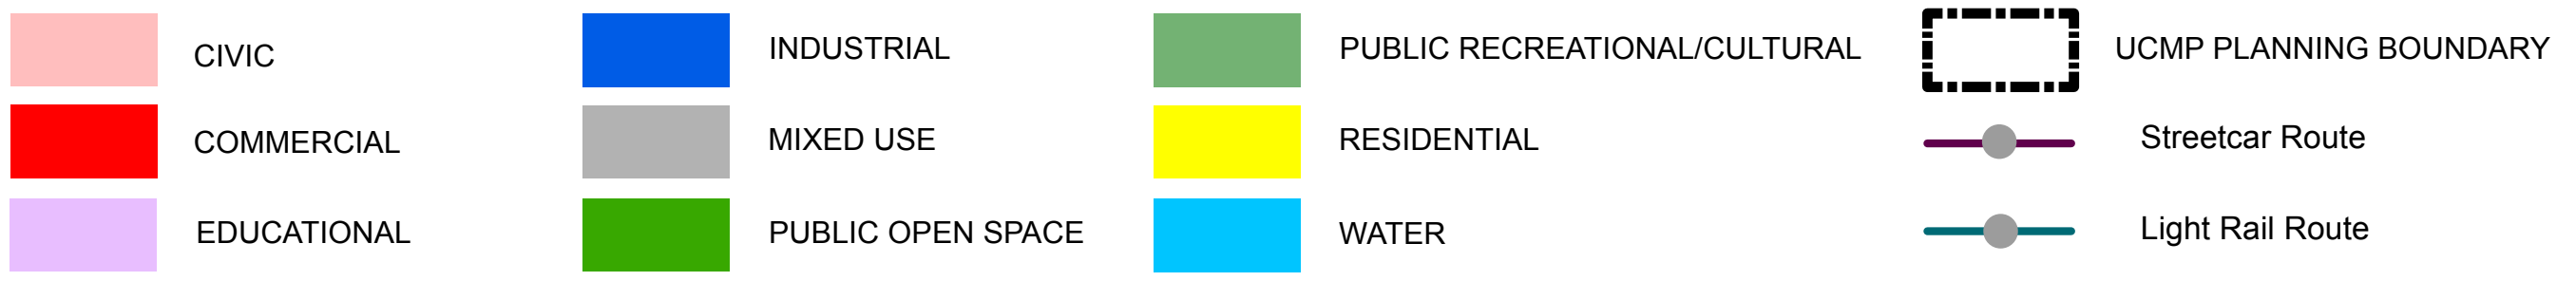 CIVIC
COMMERCIAL
EDUCATIONAL
INDUSTRIAL
MIXED USE
PUBLIC OPEN SPACE
PUBLIC RECREATIONAL/CULTURAL
RESIDENTIAL
WATER
UCMP PLANNING BOUNDARY
Streetcar Route
Light Rail Route